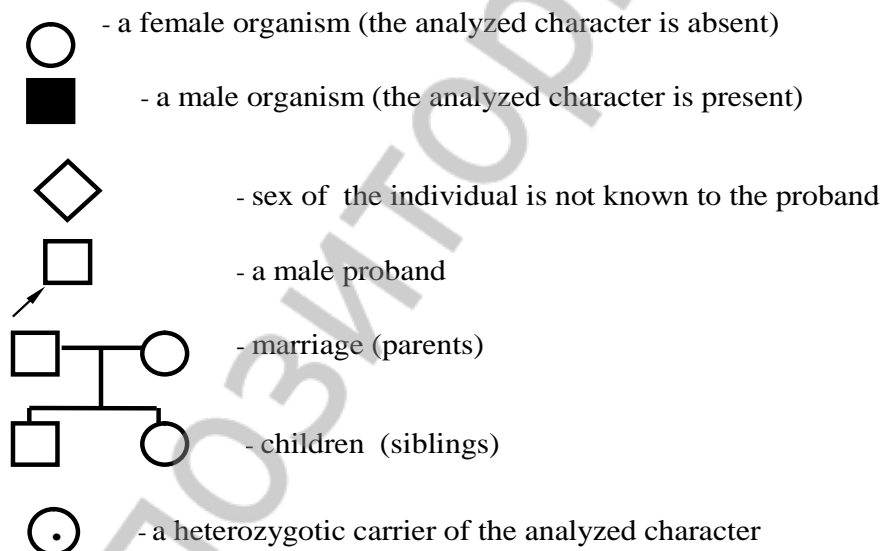 - a female organism (the analyzed character is absent)
- a male organism (the analyzed character is present)
- sex of the individual is not known to the proband
- a male proband
- marriage (parents)
- children (siblings)
- a heterozygotic carrier of the analyzed character